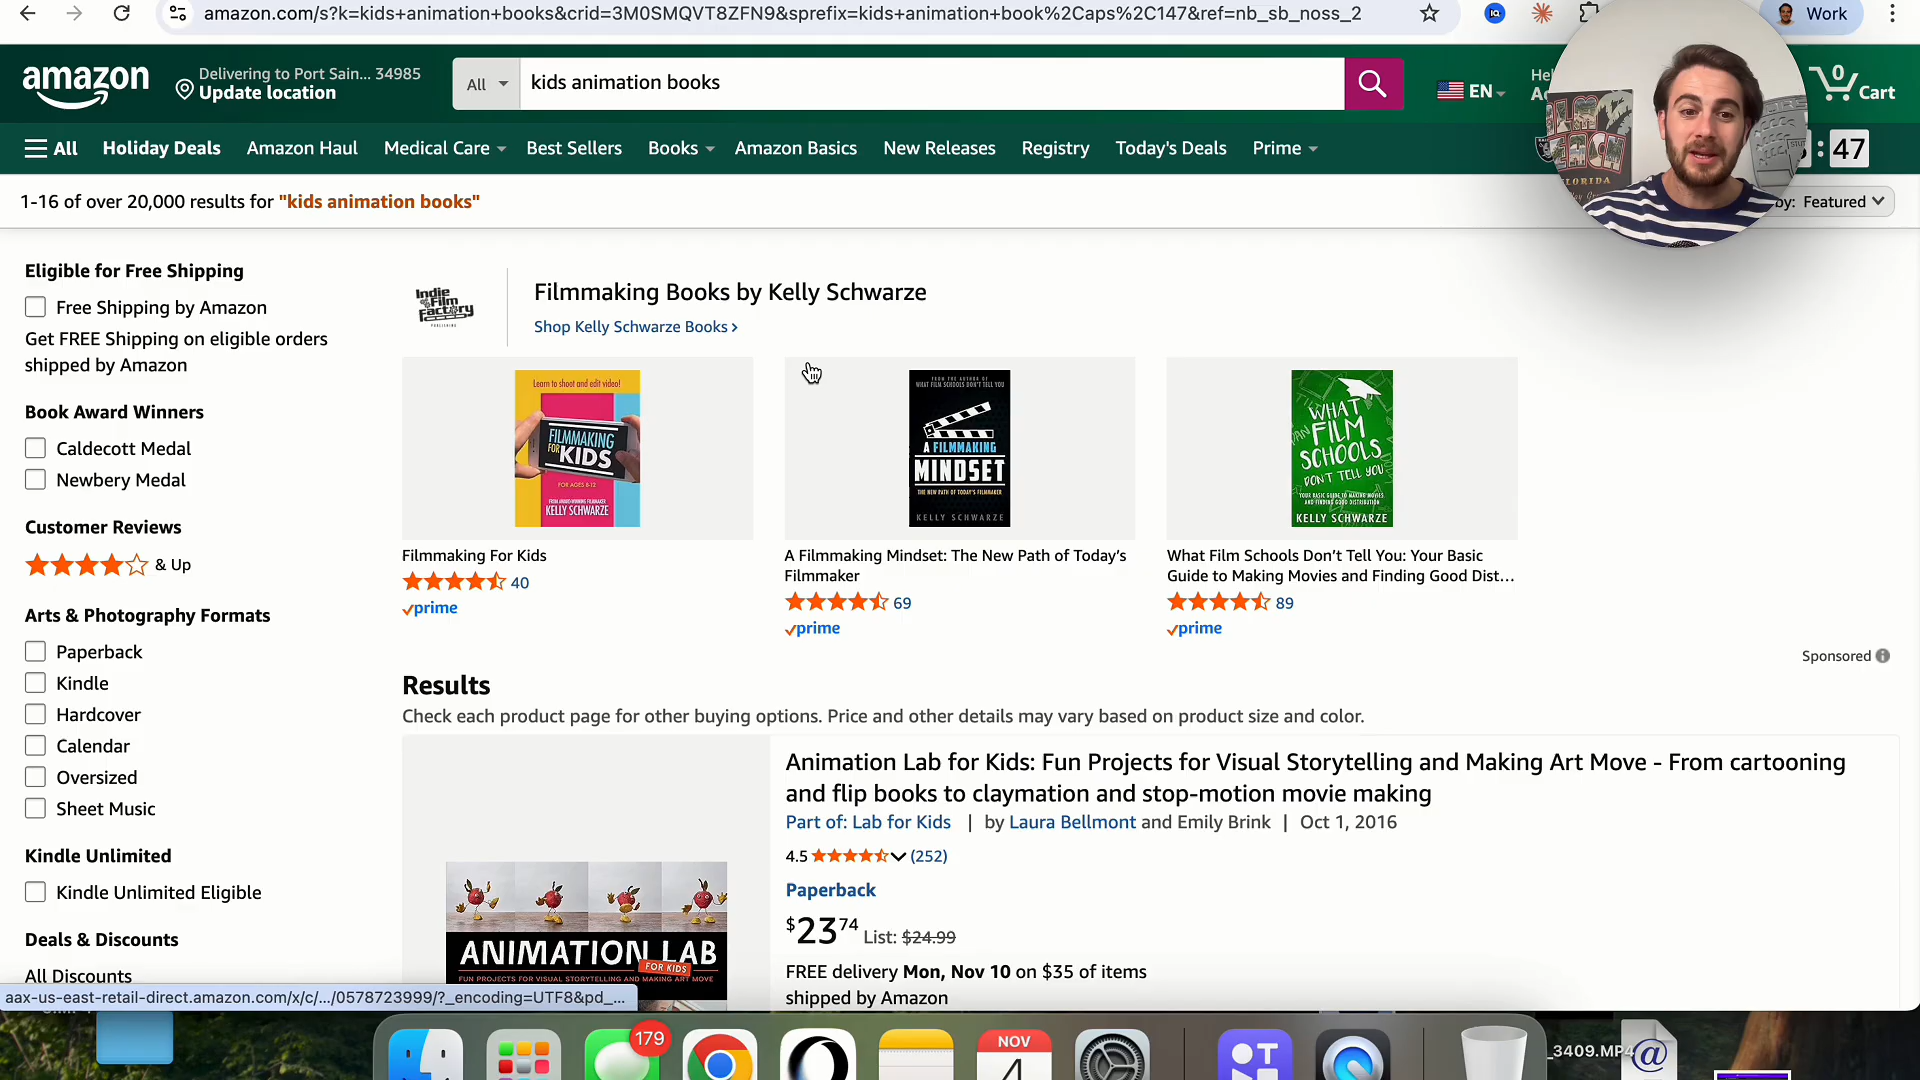 amazon.com/s?k=kids+animation+books&crid=3M0SMQVT8ZFN9&sprefix=kids+animation+book%2Caps%2C147&ref=nb_sb_noss_2
Work
amazon
Delivering to Port Sain... 34985
Update location
All
kids animation books
EN
0
Cart
All
Holiday Deals
Amazon Haul
Medical Care
Best Sellers
Books
Amazon Basics
New Releases
Registry
Today's Deals
Prime
: 47
1-16 of over 20,000 results for "kids animation books"
by: Featured
FLORIDA
Eligible for Free Shipping
Free Shipping by Amazon
Get FREE Shipping on eligible orders
shipped by Amazon
Book Award Winners
Caldecott Medal
Newbery Medal
Customer Reviews
& Up
Arts & Photography Formats
Paperback
Kindle
Hardcover
Calendar
Oversized
Sheet Music
Kindle Unlimited
Kindle Unlimited Eligible
Deals & Discounts
All Discounts
Indie
Film
Factory
Filmmaking Books by Kelly Schwarze
Shop Kelly Schwarze Books ›
Learn to shoot and edit video!
FILMMAKING
FOR KIDS
FOR AGES 8-12
KELLY SCHWARZE
Filmmaking For Kids
40
prime
FROM THE AUTHOR OF
WHAT FILM SCHOOLS DON'T TELL YOU
A FILMMAKING
MINDSET
THE NEW PATH OF TODAY'S FILMMAKER
KELLY SCHWARZE
A Filmmaking Mindset: The New Path of Today's
Filmmaker
69
prime
WHAT
FILM
SCHOOLS
DON'T TELL YOU
YOUR BASIC GUIDE TO MAKING MOVIES
AND FINDING GOOD DISTRIBUTION
KELLY SCHWARZE
What Film Schools Don’t Tell You: Your Basic
Guide to Making Movies and Finding Good Dist…
89
prime
Sponsored
Results
Check each product page for other buying options. Price and other details may vary based on product size and color.
ANIMATION LAB
FOR KIDS
FUN PROJECTS FOR VISUAL STORYTELLING AND MAKING ART MOVE
Animation Lab for Kids: Fun Projects for Visual Storytelling and Making Art Move - From cartooning
and flip books to claymation and stop-motion movie making
Part of: Lab for Kids | by Laura Bellmont and Emily Brink | Oct 1, 2016
4.5 (252)
Paperback
$23 74 List: $24.99
FREE delivery Mon, Nov 10 on $35 of items
shipped by Amazon
aax-us-east-retail-direct.amazon.com/x/c/.../0578723999/?_encoding=UTF8&pd_...
179
NOV
4
_3409.MP4